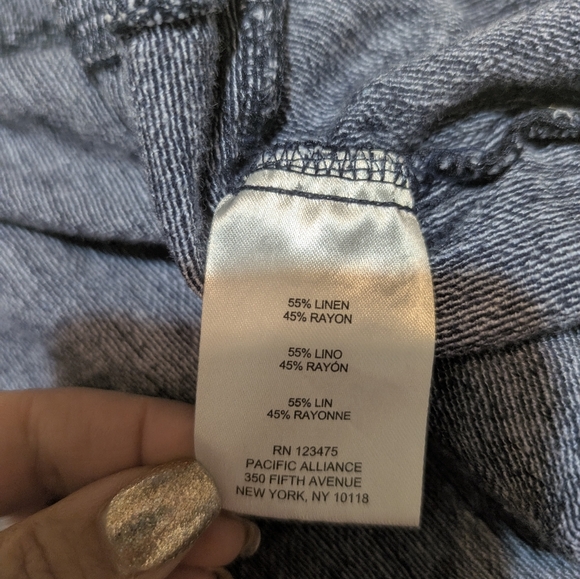 55% LINEN
45% RAYON
55% LINO
45% RAYÓN
55% LIN
45% RAYONNE
RN 123475
PACIFIC ALLIANCE
350 FIFTH AVENUE
NEW YORK, NY 10118